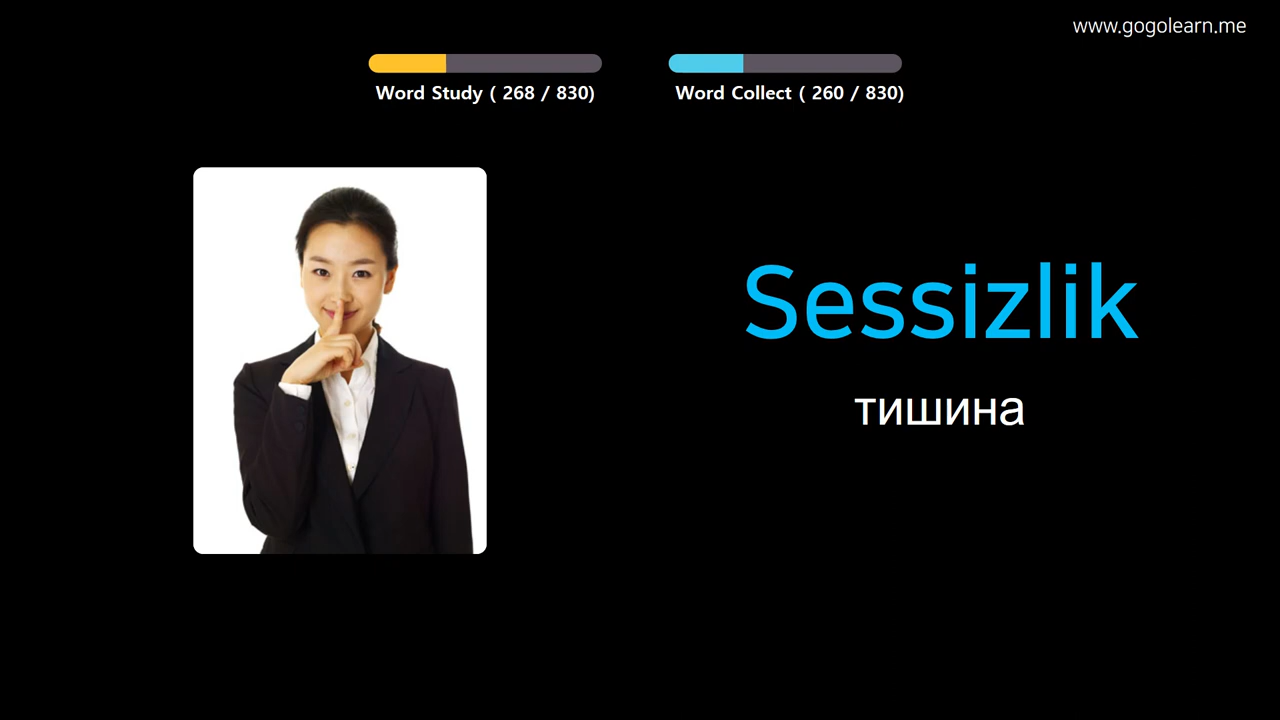 www.gogolearn.me
Word Study ( 268 / 830)
Word Collect ( 260 / 830)
Sessizlik
тишина